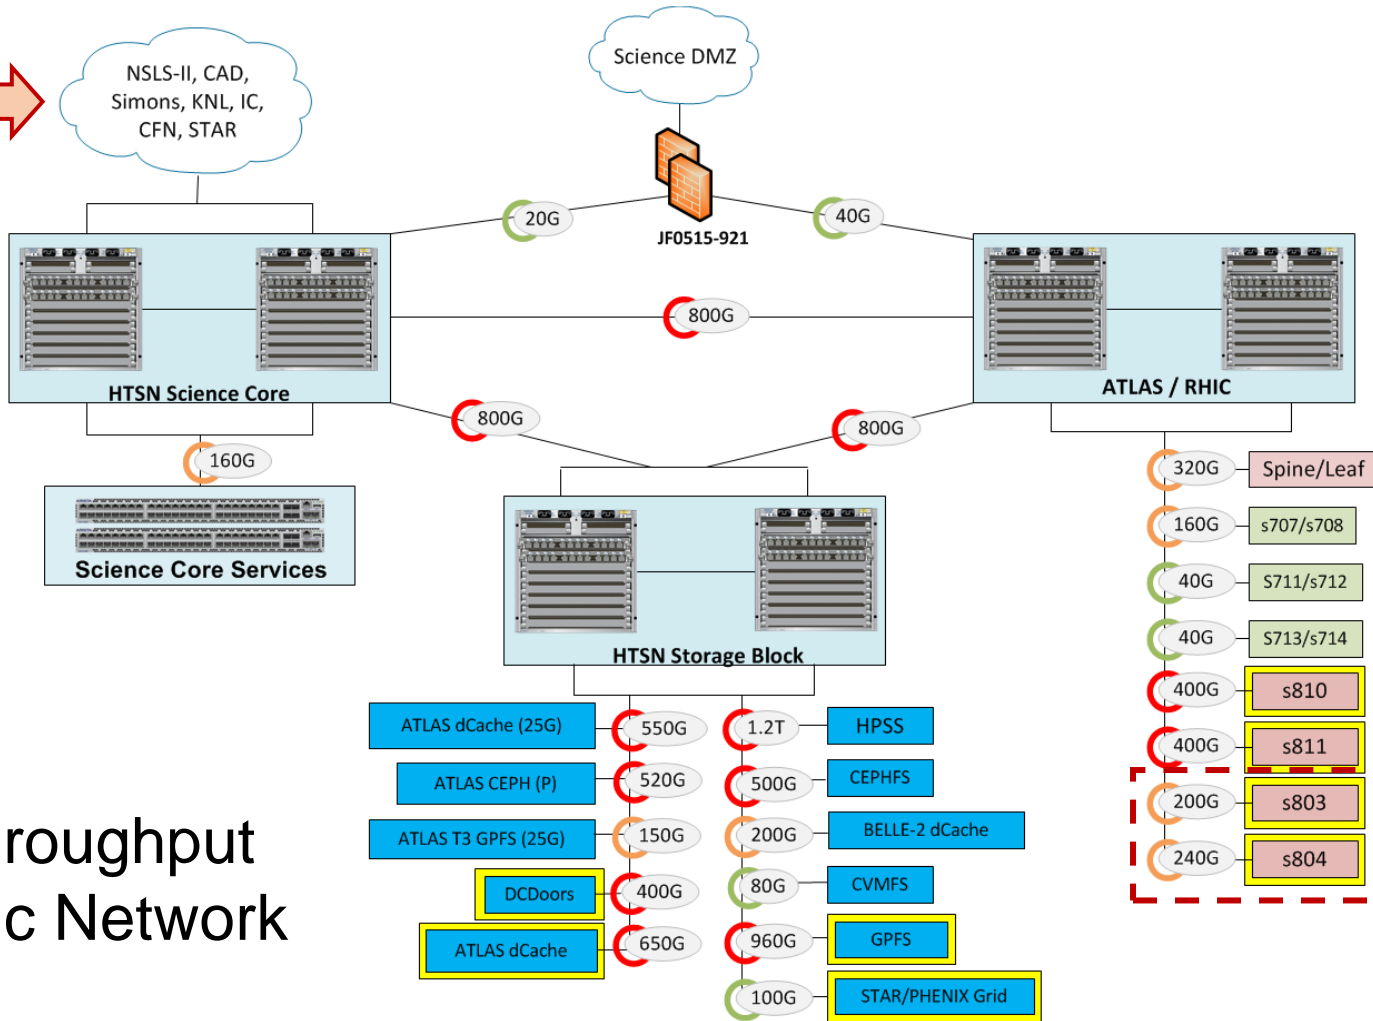 Science DMZ
NSLS-II, CAD,
Simons, KNL, IC,
CFN, STAR
20G
40G
JF0515-921
800G
HTSN Science Core
ATLAS / RHIC
800G
800G
160G
Science Core Services
HTSN Storage Block
320G
Spine/Leaf
160G
s707/s708
40G
S711/s712
40G
S713/s714
400G
s810
400G
s811
200G
s803
240G
s804
ATLAS dCache (25G)
550G
1.2T
HPSS
ATLAS CEPH (P)
520G
500G
CEPHFS
ATLAS T3 GPFS (25G)
150G
200G
BELLE-2 dCache
DCDoors
400G
80G
CVMFS
ATLAS dCache
650G
960G
GPFS
100G
STAR/PHENIX Grid
roughput
c Network